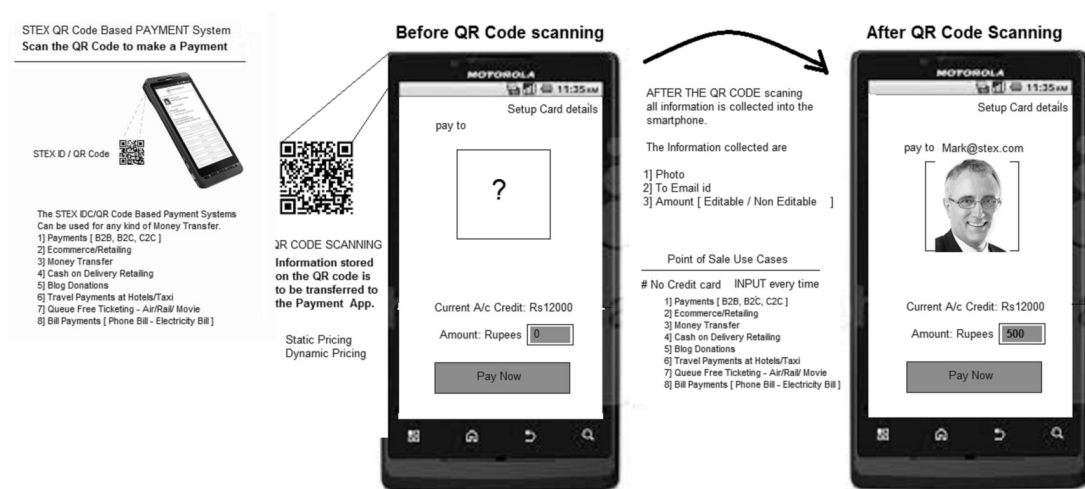 STEX QR Code Based PAYMENT System
Scan the QR Code to make a Payment
STEX ID / QR Code
The STEX IDC/QR Code Based Payment Systems
Can be used for any kind of Money Transfer.
1] Payments [ B2B, B2C, C2C ]
2] Ecommerce/Retailing
3] Money Transfer
4] Cash on Delivery Retailing
5] Blog Donations
6] Travel Payments at Hotels/Taxi
7] Queue Free Ticketing - Air/Rail/ Movie
8] Bill Payments [ Phone Bill - Electricity Bill ]
QR CODE SCANNING
Information stored
on the QR code is
to be transferred to
the Payment App.
Static Pricing
Dynamic Pricing
Before QR Code scanning
MOTOROLA
11:35 AM
Setup Card details
pay to
?
Current A/c Credit: Rs12000
Amount: Rupees 0
Pay Now
AFTER THE QR CODE scaning
all information is collected into the
smartphone.
The Information collected are
1] Photo
2] To Email id
3] Amount [ Editable / Non Editable ]
Point of Sale Use Cases
# No Credit card INPUT every time
1] Payments [ B2B, B2C, C2C ]
2] Ecommerce/Retailing
3] Money Transfer
4] Cash on Delivery Retailing
5] Blog Donations
6] Travel Payments at Hotels/Taxi
7] Queue Free Ticketing - Air/Rail/ Movie
8] Bill Payments [ Phone Bill - Electricity Bill ]
After QR Code Scanning
MOTOROLA
11:35 AM
Setup Card details
pay to Mark@stex.com
Current A/c Credit: Rs12000
Amount: Rupees 500
Pay Now